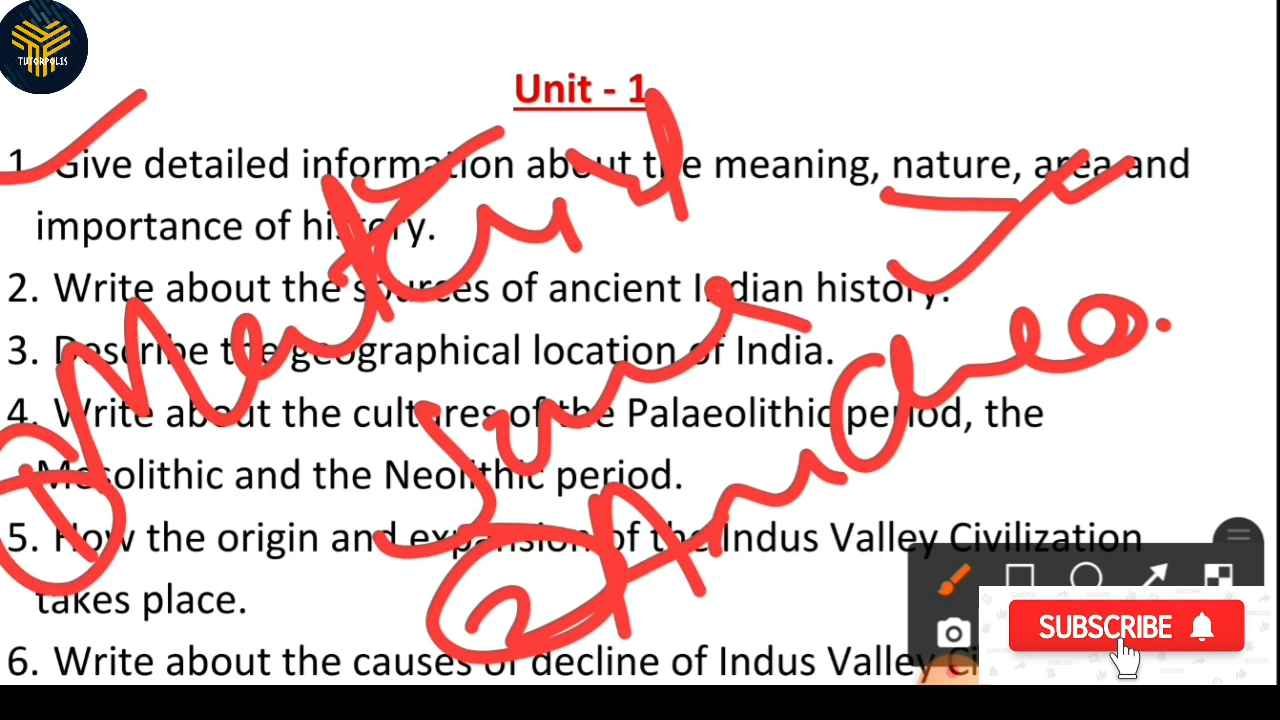 TUTORPOLIS
Unit - 1
1. Give detailed information about the meaning, nature, area and
importance of history.
2. Write about the sources of ancient Indian history.
3. Describe the geographical location of India.
4. Write about the cultures of the Palaeolithic period, the
Mesolithic and the Neolithic period.
5. How the origin and expansion of the Indus Valley Civilization
takes place.
6. Write about the causes of decline of Indus Valley
SUBSCRIBE